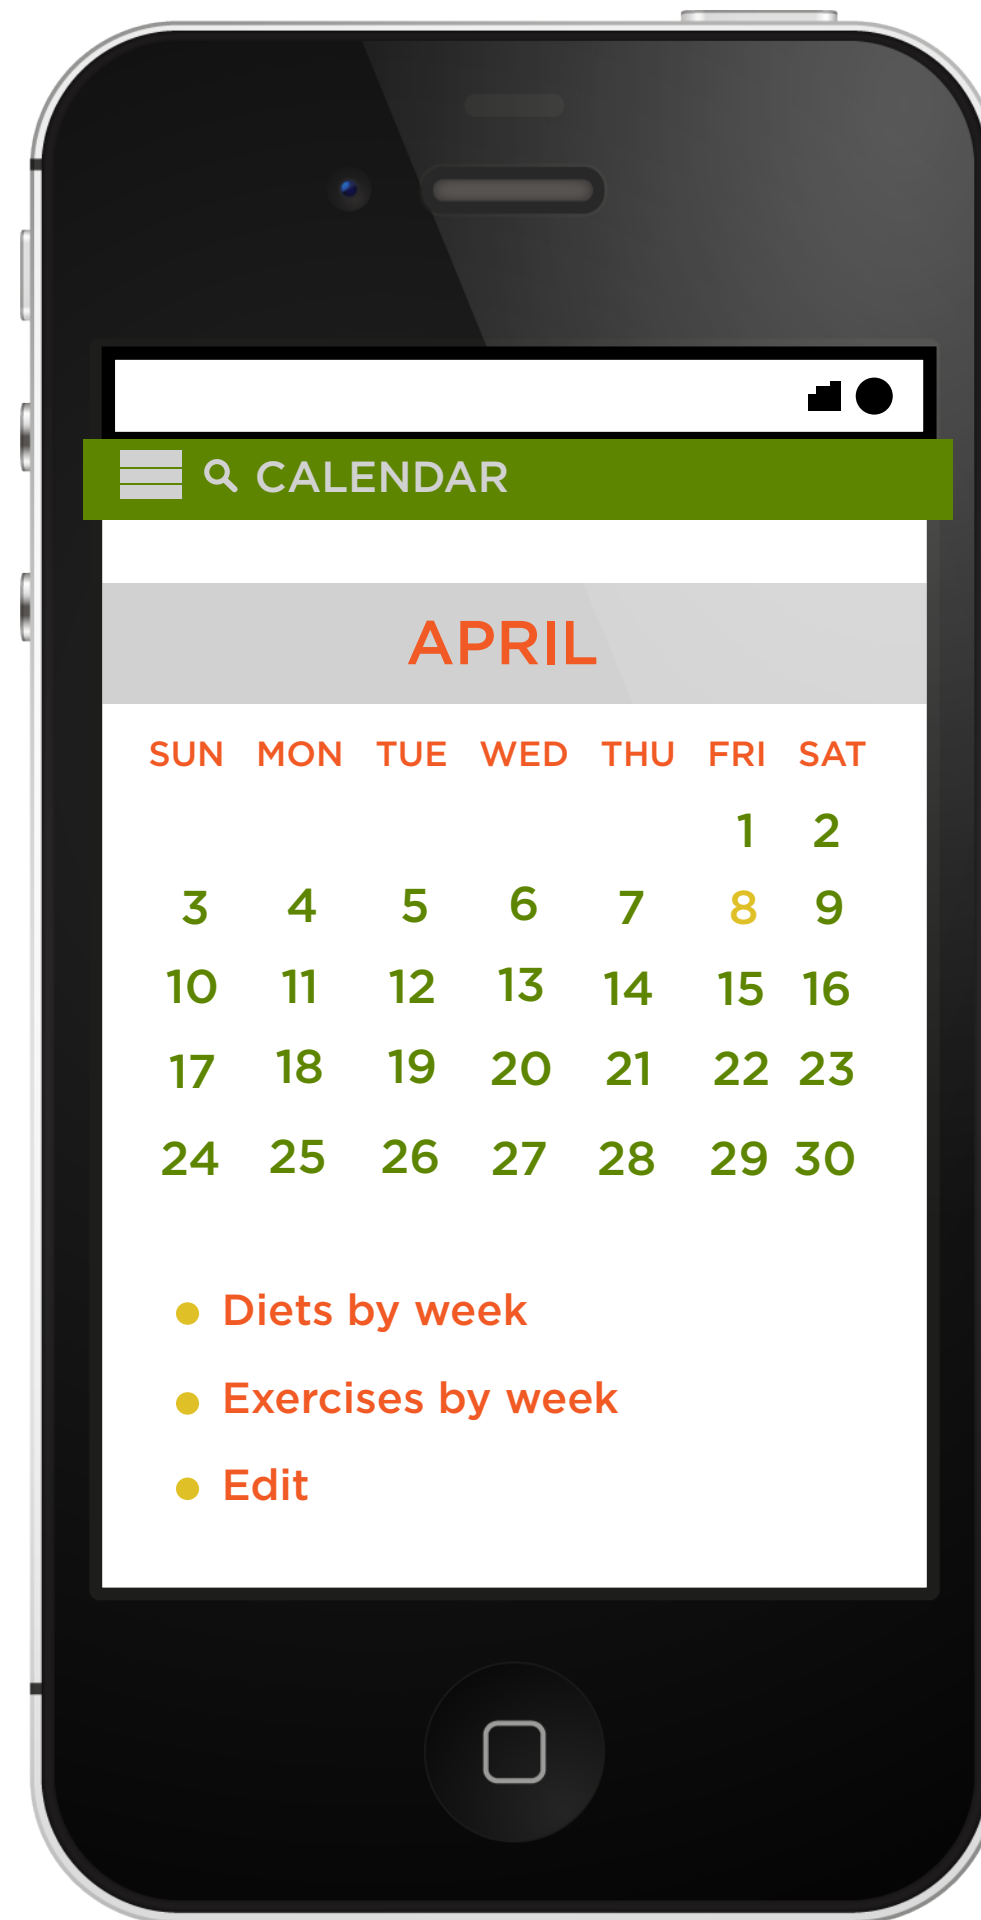 CALENDAR
APRIL
SUN MON TUE WED THU FRI SAT
1 2
3 4 5 6 7 8 9
10 11 12 13 14 15 16
17 18 19 20 21 22 23
24 25 26 27 28 29 30
Diets by week
Exercises by week
Edit